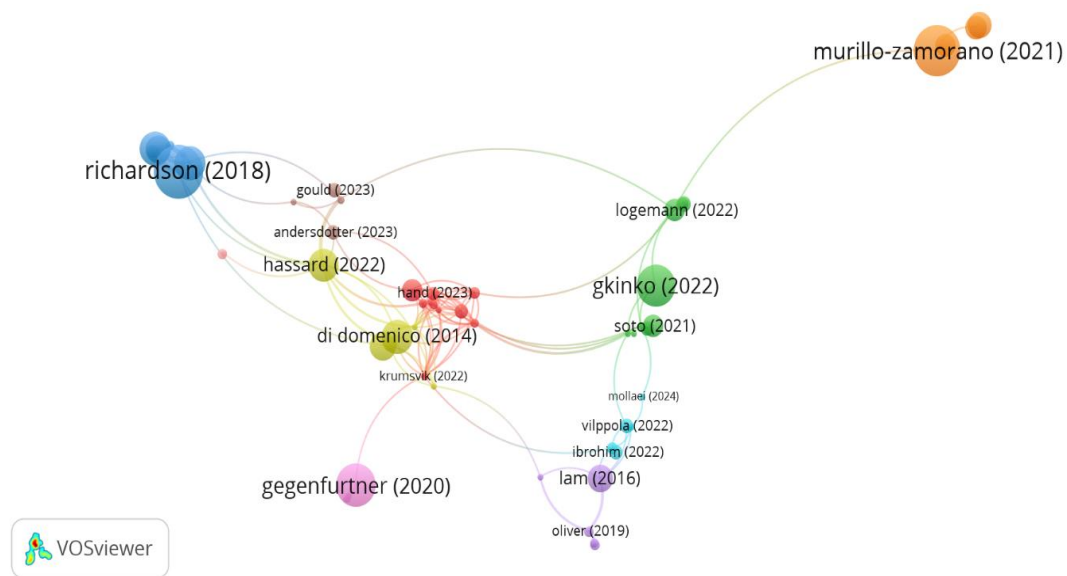 murillo-zamorano (2021)
richardson (2018)
gould (2023)
logemann (2022)
andersdotter (2023)
hassard (2022)
gkinko (2022)
hand (2023)
soto (2021)
di domenico (2014)
krumsvik (2022)
mollaei (2024)
vilppola (2022)
ibrohim (2022)
lam (2016)
gegenfurtner (2020)
oliver (2019)
VOSviewer